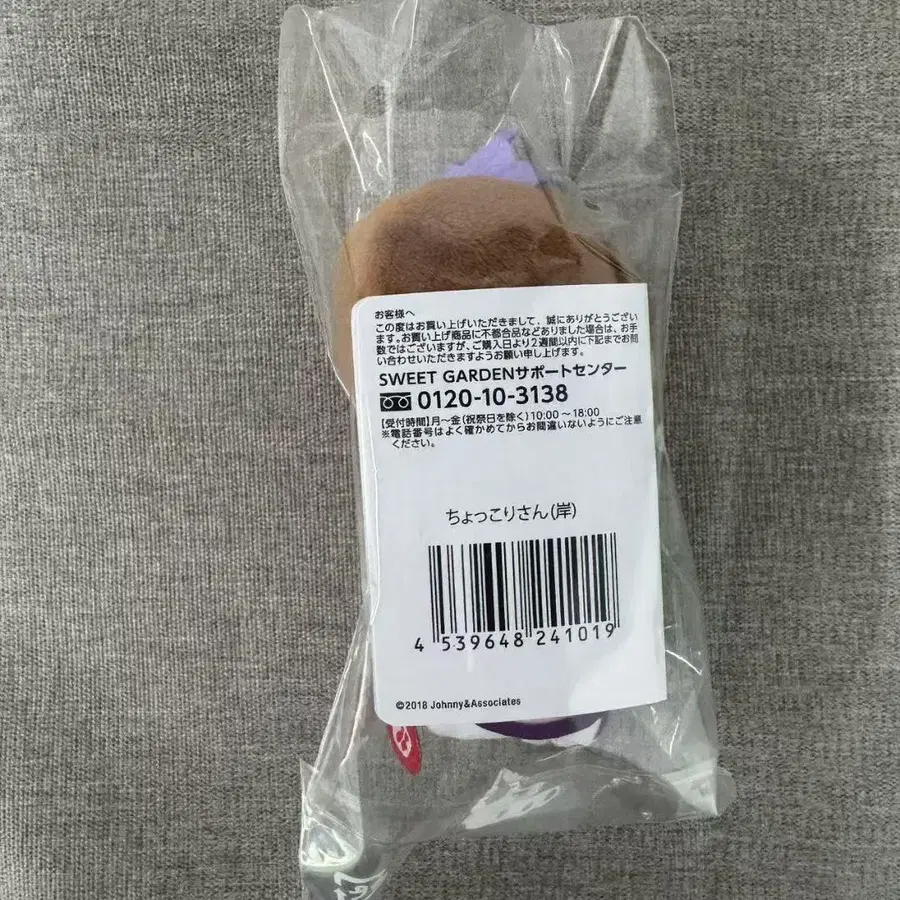 お客様へ
この度はお買い上げいただきまして、誠にありがとうござい
ます。お買い上げ商品に不都合品などありました場合は、お手
数ではございますが、ご購入日より2週間以内に下記までお問
い合わせいただきますようお願い申し上げます。
SWEET GARDENサポートセンター
0120-10-3138
【受付時間】月〜金(祝祭日を除く)10:00〜18:00
※電話番号はよく確かめてからお間違いないようにご注意
ください。
ちょっこりさん(岸)
4 539648 241019
©2018 Johnny&Associates